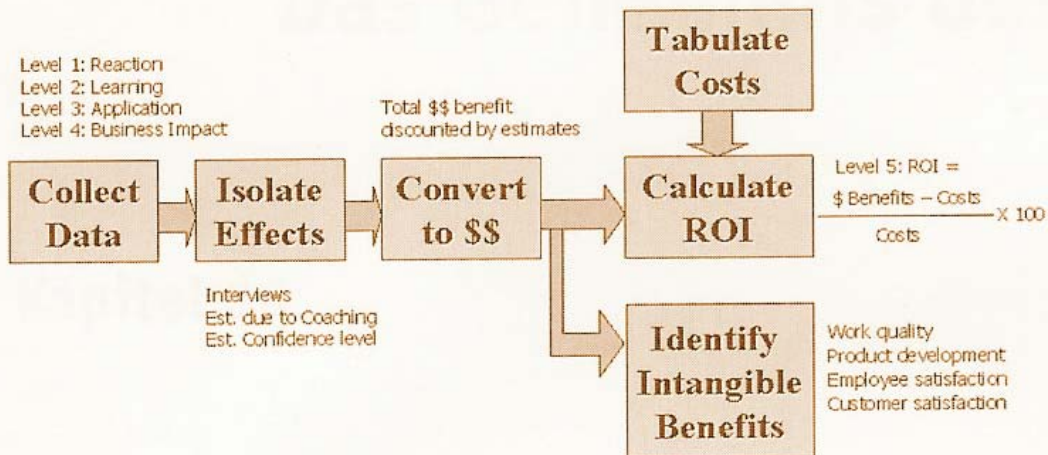 Level 1: Reaction
Level 2: Learning
Level 3: Application
Level 4: Business Impact
Collect
Data
Isolate
Effects
Interviews
Est. due to Coaching
Est. Confidence level
Total $$ benefit
discounted by estimates
Convert
to $$
Tabulate
Costs
Calculate
ROI
Level 5: ROI =
$ Benefits – Costs
X 100
Costs
Identify
Intangible
Benefits
Work quality
Product development
Employee satisfaction
Customer satisfaction